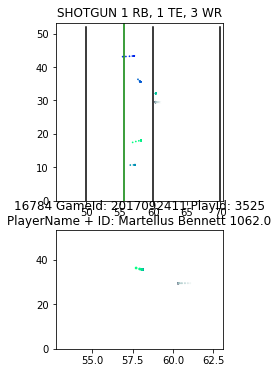 SHOTGUN 1 RB, 1 TE, 3 WR
50
40
30
20
10
0
50 55 60 65 70
16784 GameId: 2017092411 PlayId: 3525
PlayerName + ID: Martellus Bennett 1062.0
40
20
0
55.0 57.5 60.0 62.5